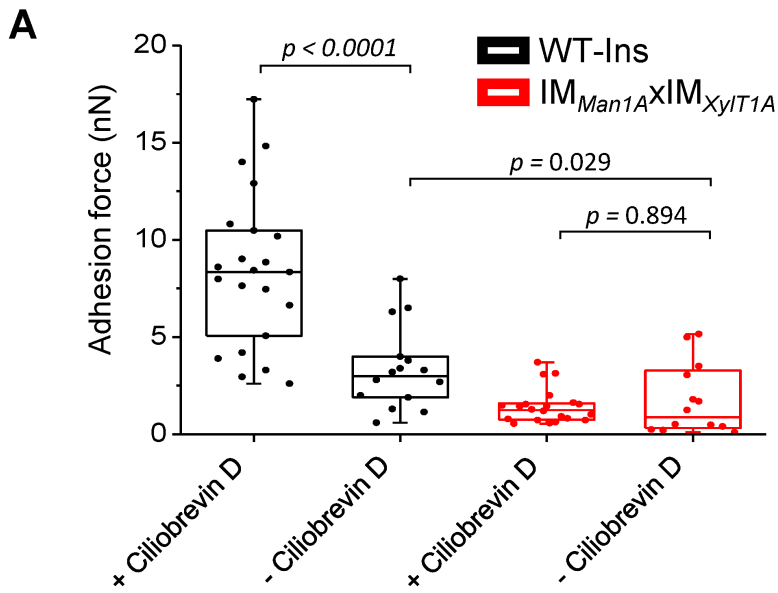 A
20
15
10
5
0
Adhesion force (nN)
p < 0.0001
WT-Ins
IMMan1AxIMXylT1A
p = 0.029
p = 0.894
+ Ciliobrevin D
- Ciliobrevin D
+ Ciliobrevin D
- Ciliobrevin D